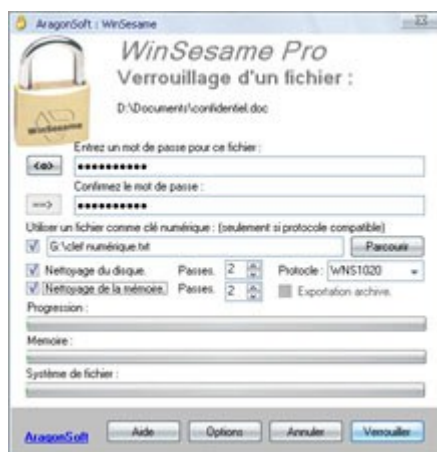 AragonSoft : WinSesame
WinSesame Pro
Verrouillage d'un fichier :
D:\Documents\confidentiel.doc
WinSesame
Entrez un mot de passe pour ce fichier :
<o>
••••••••••
Confirmez le mot de passe :
==>
••••••••••
Utiliser un fichier comme clé numérique : (seulement si protocole compatible)
G:\clef numérique.txt
Parcourir
Nettoyage du disque. Passes. 2 Protocle : WNS1020
Nettoyage de la mémoire. Passes. 2 Exportation archive.
Progression :
Memoire :
Système de fichier :
AragonSoft Aide Options Annuler Verrouiller